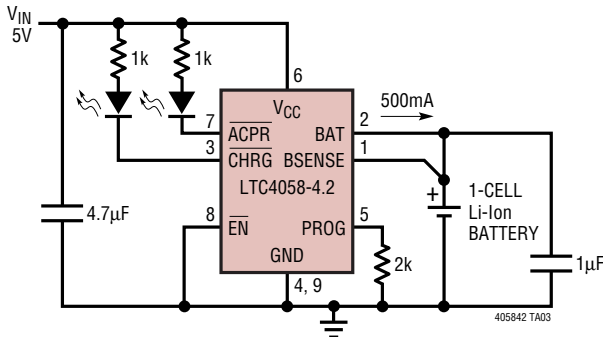 VIN
5V
1k
1k
6
VCC
500mA
7
ACPR
BAT
2
3
CHRG
BSENSE
1
LTC4058-4.2
+
1-CELL
Li-Ion
BATTERY
4.7µF
8
EN
PROG
5
GND
2k
1µF
4, 9
405842 TA03